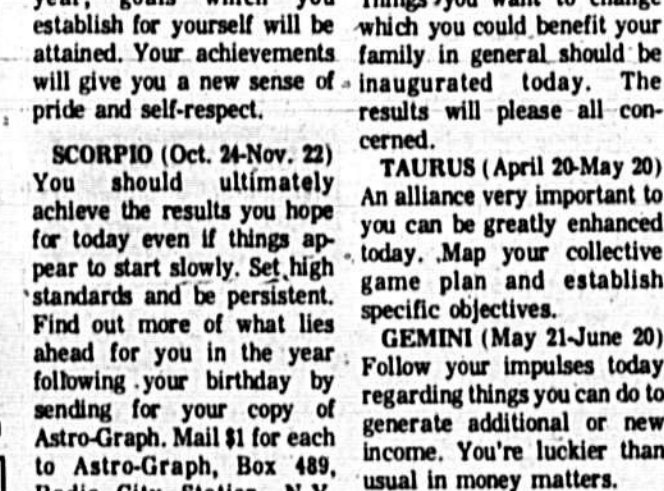 year, goals which you
establish for yourself will be
attained. Your achievements
will give you a new sense of
pride and self-respect.
SCORPIO (Oct. 24-Nov. 22)
You should ultimately
achieve the results you hope
for today even if things ap-
pear to start slowly. Set high
standards and be persistent.
Find out more of what lies
ahead for you in the year
following your birthday by
sending for your copy of
Astro-Graph. Mail $1 for each
to Astro-Graph, Box 489,
Radio City Station, N.Y.
Things you want to change
which you could benefit your
family in general should be
inaugurated today. The
results will please all con-
cerned.
TAURUS (April 20-May 20)
An alliance very important to
you can be greatly enhanced
today. Map your collective
game plan and establish
specific objectives.
GEMINI (May 21-June 20)
Follow your impulses today
regarding things you can do to
generate additional or new
income. You're luckier than
usual in money matters.